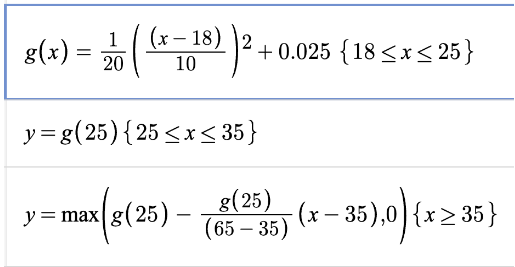 g(x) = 1/20 ((x − 18)/10)² + 0.025 {18 ≤ x ≤ 25}
y = g(25){25 ≤ x ≤ 35}
y = max(g(25) − g(25)/(65 − 35) (x − 35),0){x ≥ 35}